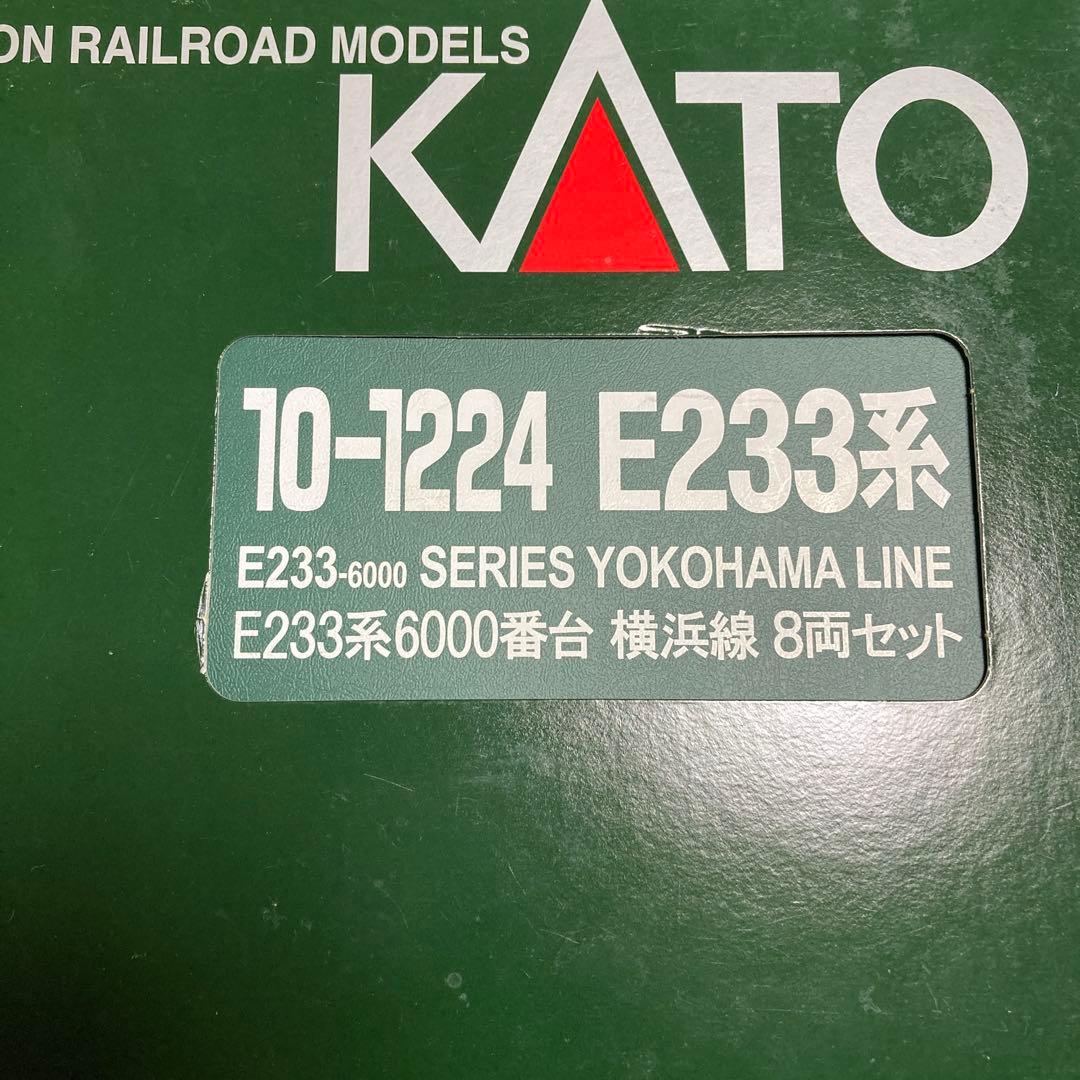 ON RAILROAD MODELS
KATO
10-1224 E233系
E233-6000 SERIES YOKOHAMA LINE
E233系6000番台 横浜線 8両セット